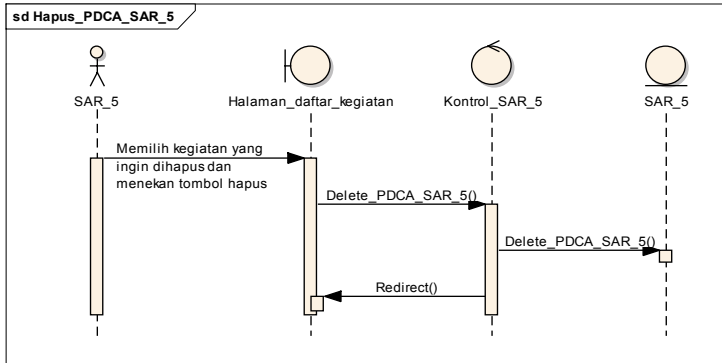 sd Hapus_PDCA_SAR_5
SAR_5
Halaman_daftar_kegiatan
Kontrol_SAR_5
SAR_5
Memilih kegiatan yang
ingin dihapus dan
menekan tombol hapus
Delete_PDCA_SAR_5()
Delete_PDCA_SAR_5()
Redirect()